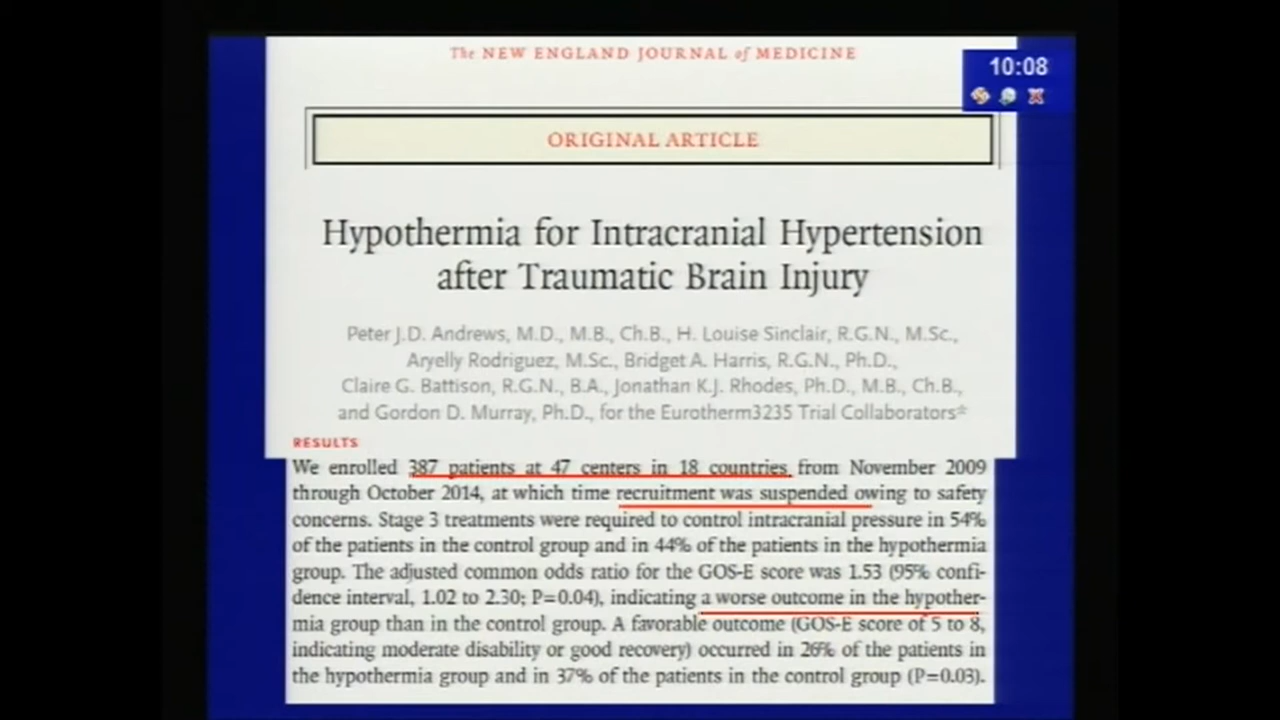 The NEW ENGLAND JOURNAL of MEDICINE
10:08
ORIGINAL ARTICLE
Hypothermia for Intracranial Hypertension
after Traumatic Brain Injury
Peter J.D. Andrews, M.D., M.B., Ch.B., H. Louise Sinclair, R.G.N., M.Sc.,
Aryelly Rodriguez, M.Sc., Bridget A. Harris, R.G.N., Ph.D.,
Claire G. Battison, R.G.N., B.A., Jonathan K.J. Rhodes, Ph.D., M.B., Ch.B.,
and Gordon D. Murray, Ph.D., for the Eurotherm3235 Trial Collaborators*
RESULTS
We enrolled 387 patients at 47 centers in 18 countries from November 2009
through October 2014, at which time recruitment was suspended owing to safety
concerns. Stage 3 treatments were required to control intracranial pressure in 54%
of the patients in the control group and in 44% of the patients in the hypothermia
group. The adjusted common odds ratio for the GOS-E score was 1.53 (95% confi-
dence interval, 1.02 to 2.30; P=0.04), indicating a worse outcome in the hypother-
mia group than in the control group. A favorable outcome (GOS-E score of 5 to 8,
indicating moderate disability or good recovery) occurred in 26% of the patients in
the hypothermia group and in 37% of the patients in the control group (P=0.03).